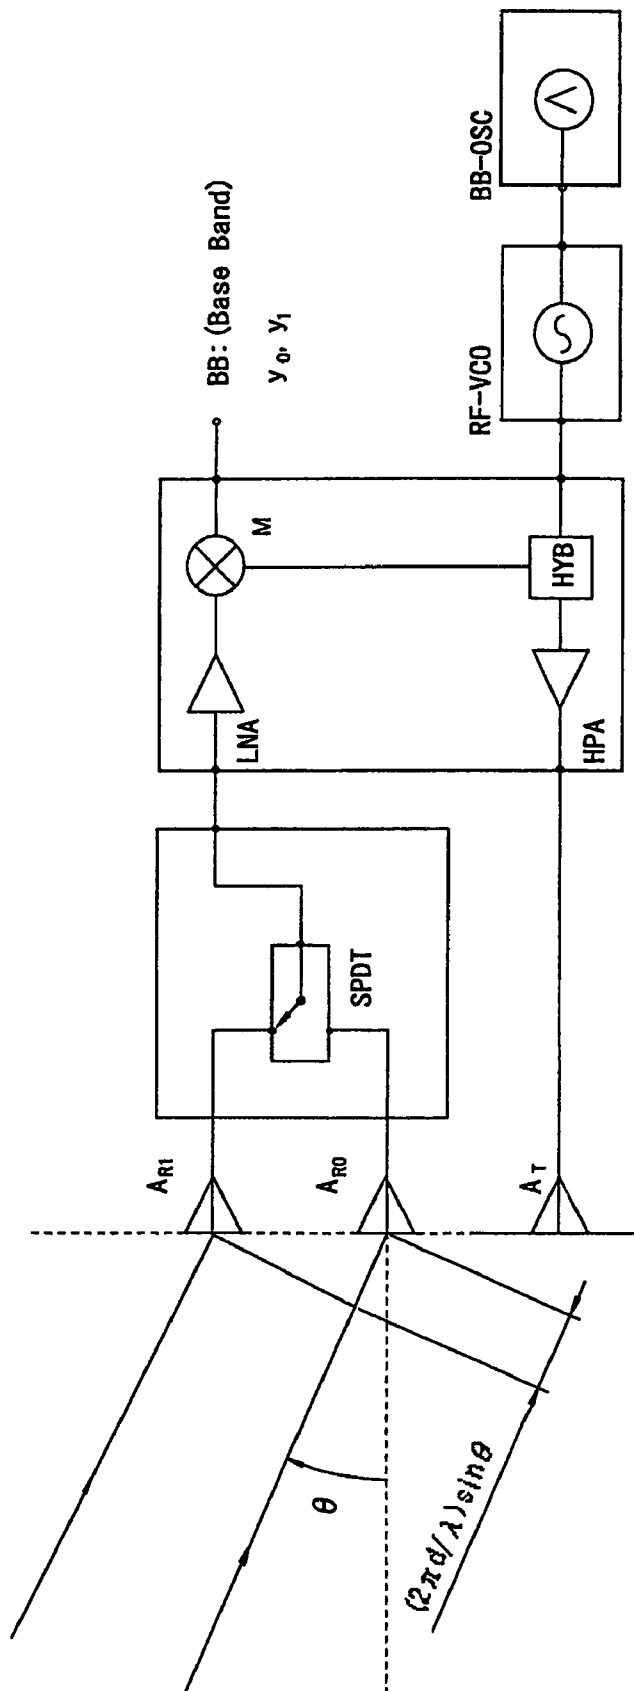 A_R1
A_R0
A_T
θ
(2πd/λ)sinθ
SPDT
LNA
HPA
M
HYB
BB:(Base Band)
y₀, y₁
RF-VCO
BB-OSC
V